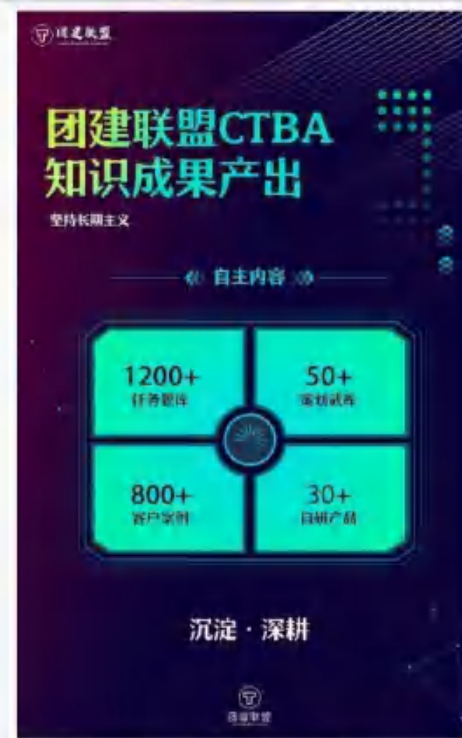 团建联盟
团建联盟CTBA
知识成果产出
坚持长期主义
自主内容
1200+
任务题库
50+
策划武库
800+
客户案例
30+
自研产品
沉淀·深耕
团建联盟